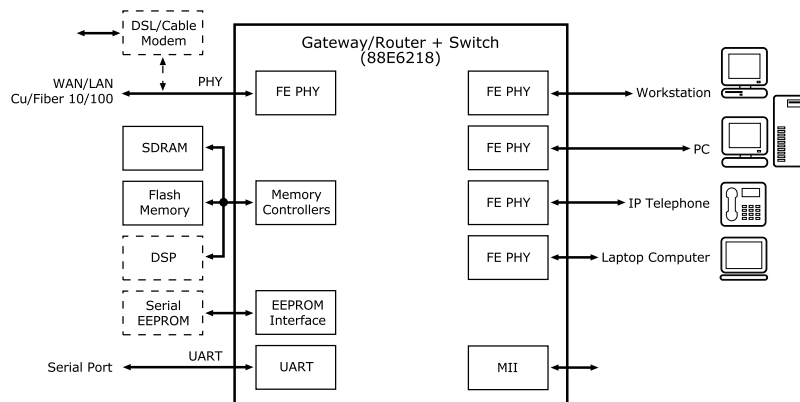 DSL/Cable
Modem
Gateway/Router + Switch
(88E6218)
WAN/LAN
Cu/Fiber 10/100
PHY
FE PHY
FE PHY
Workstation
SDRAM
FE PHY
PC
Flash
Memory
Memory
Controllers
FE PHY
IP Telephone
DSP
FE PHY
Laptop Computer
Serial
EEPROM
EEPROM
Interface
Serial Port
UART
UART
MII